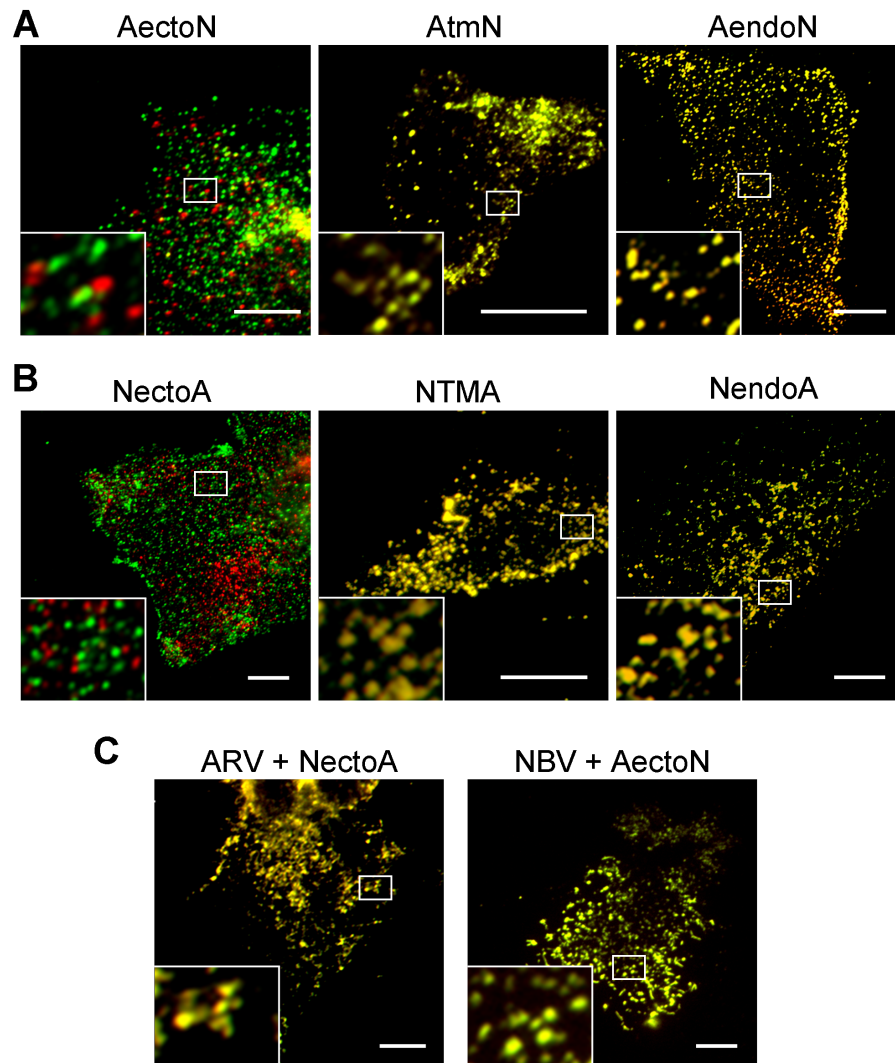 A
AectoN AtmN AendoN
B
NectoA NTMA NendoA
C
ARV + NectoA NBV + AectoN